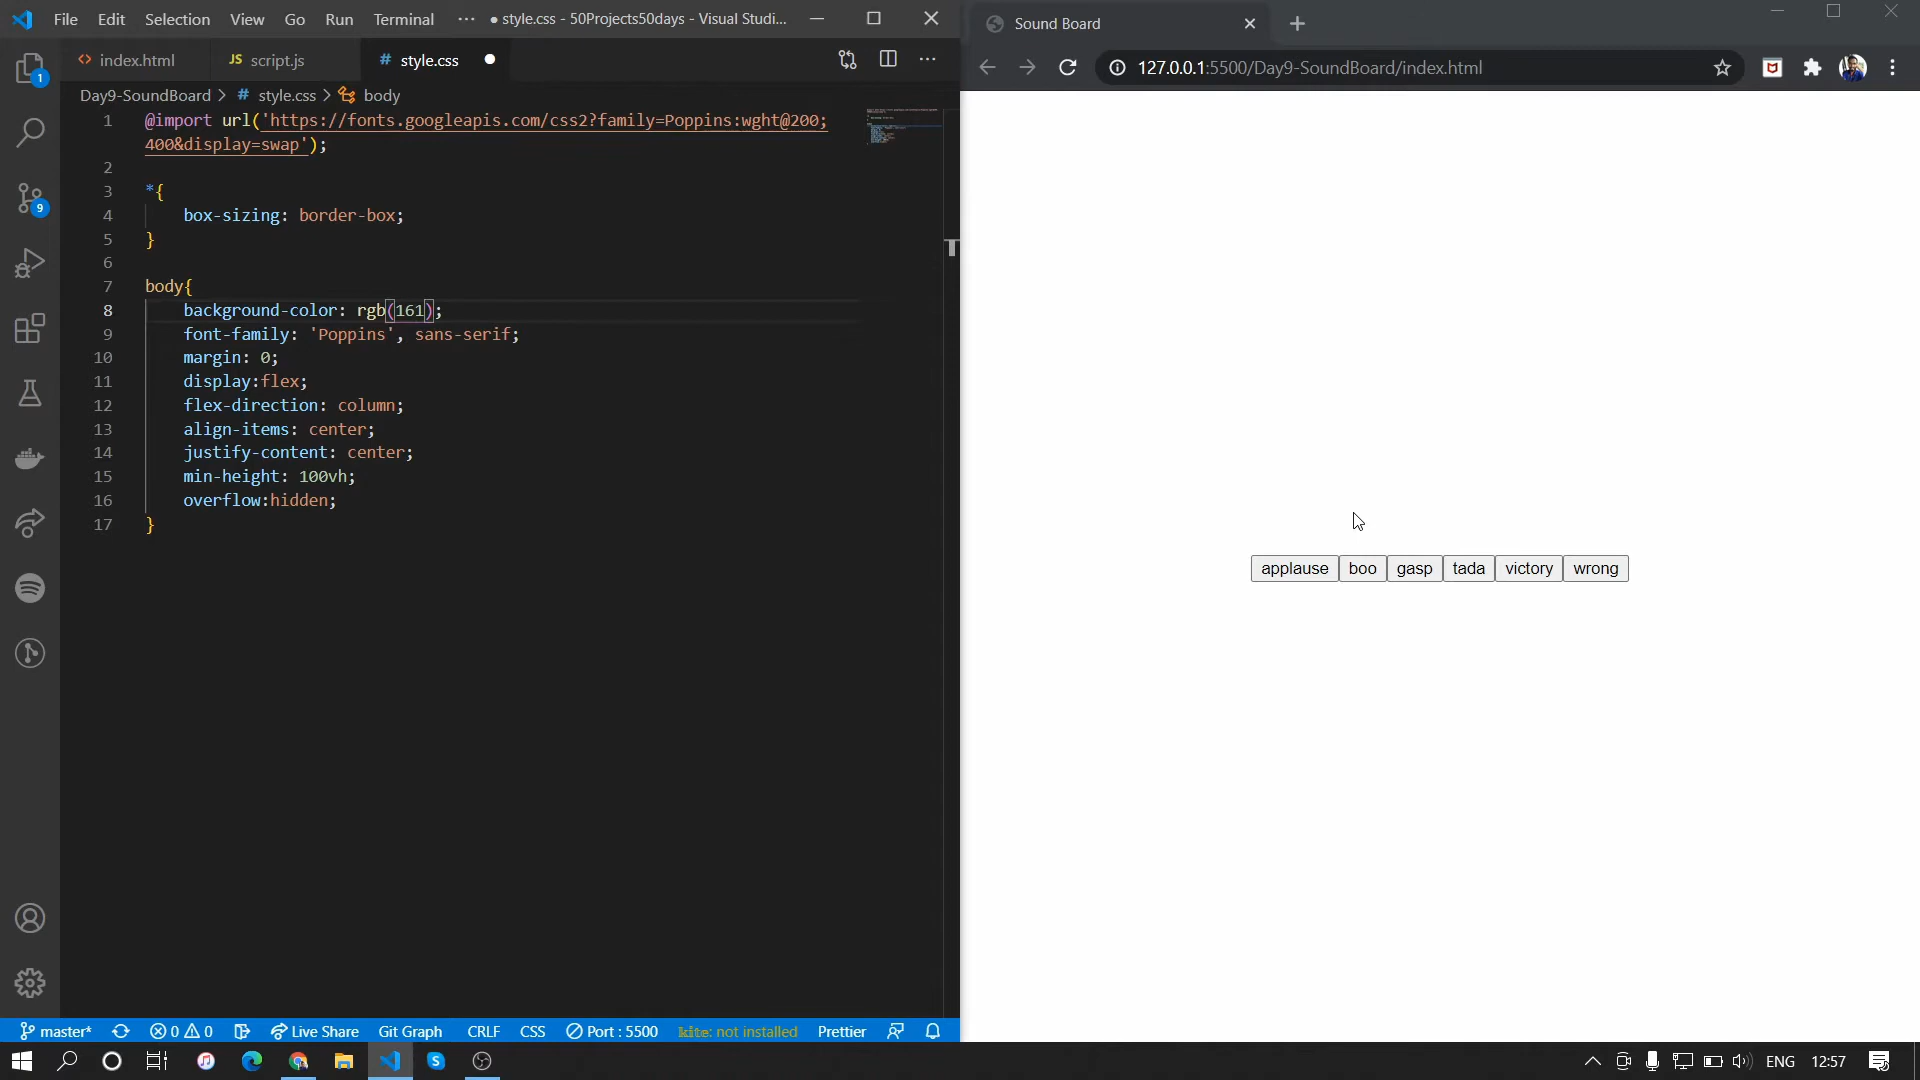 File Edit Selection View Go Run Terminal ··· ● style.css - 50Projects50days - Visual Studi...
Sound Board
index.html JS script.js # style.css
127.0.0.1:5500/Day9-SoundBoard/index.html
1
Day9-SoundBoard > # style.css > body
1 @import url('https://fonts.googleapis.com/css2?family=Poppins:wght@200;
400&display=swap');
2
3 *{
4 box-sizing: border-box;
5 }
6
7 body{
8 background-color: rgb(161);
9 font-family: 'Poppins', sans-serif;
10 margin: 0;
11 display:flex;
12 flex-direction: column;
13 align-items: center;
14 justify-content: center;
15 min-height: 100vh;
16 overflow:hidden;
17 }
9
applause boo gasp tada victory wrong
master* 0 0 Live Share Git Graph CRLF CSS Port : 5500 kite: not installed Prettier
ENG 12:57